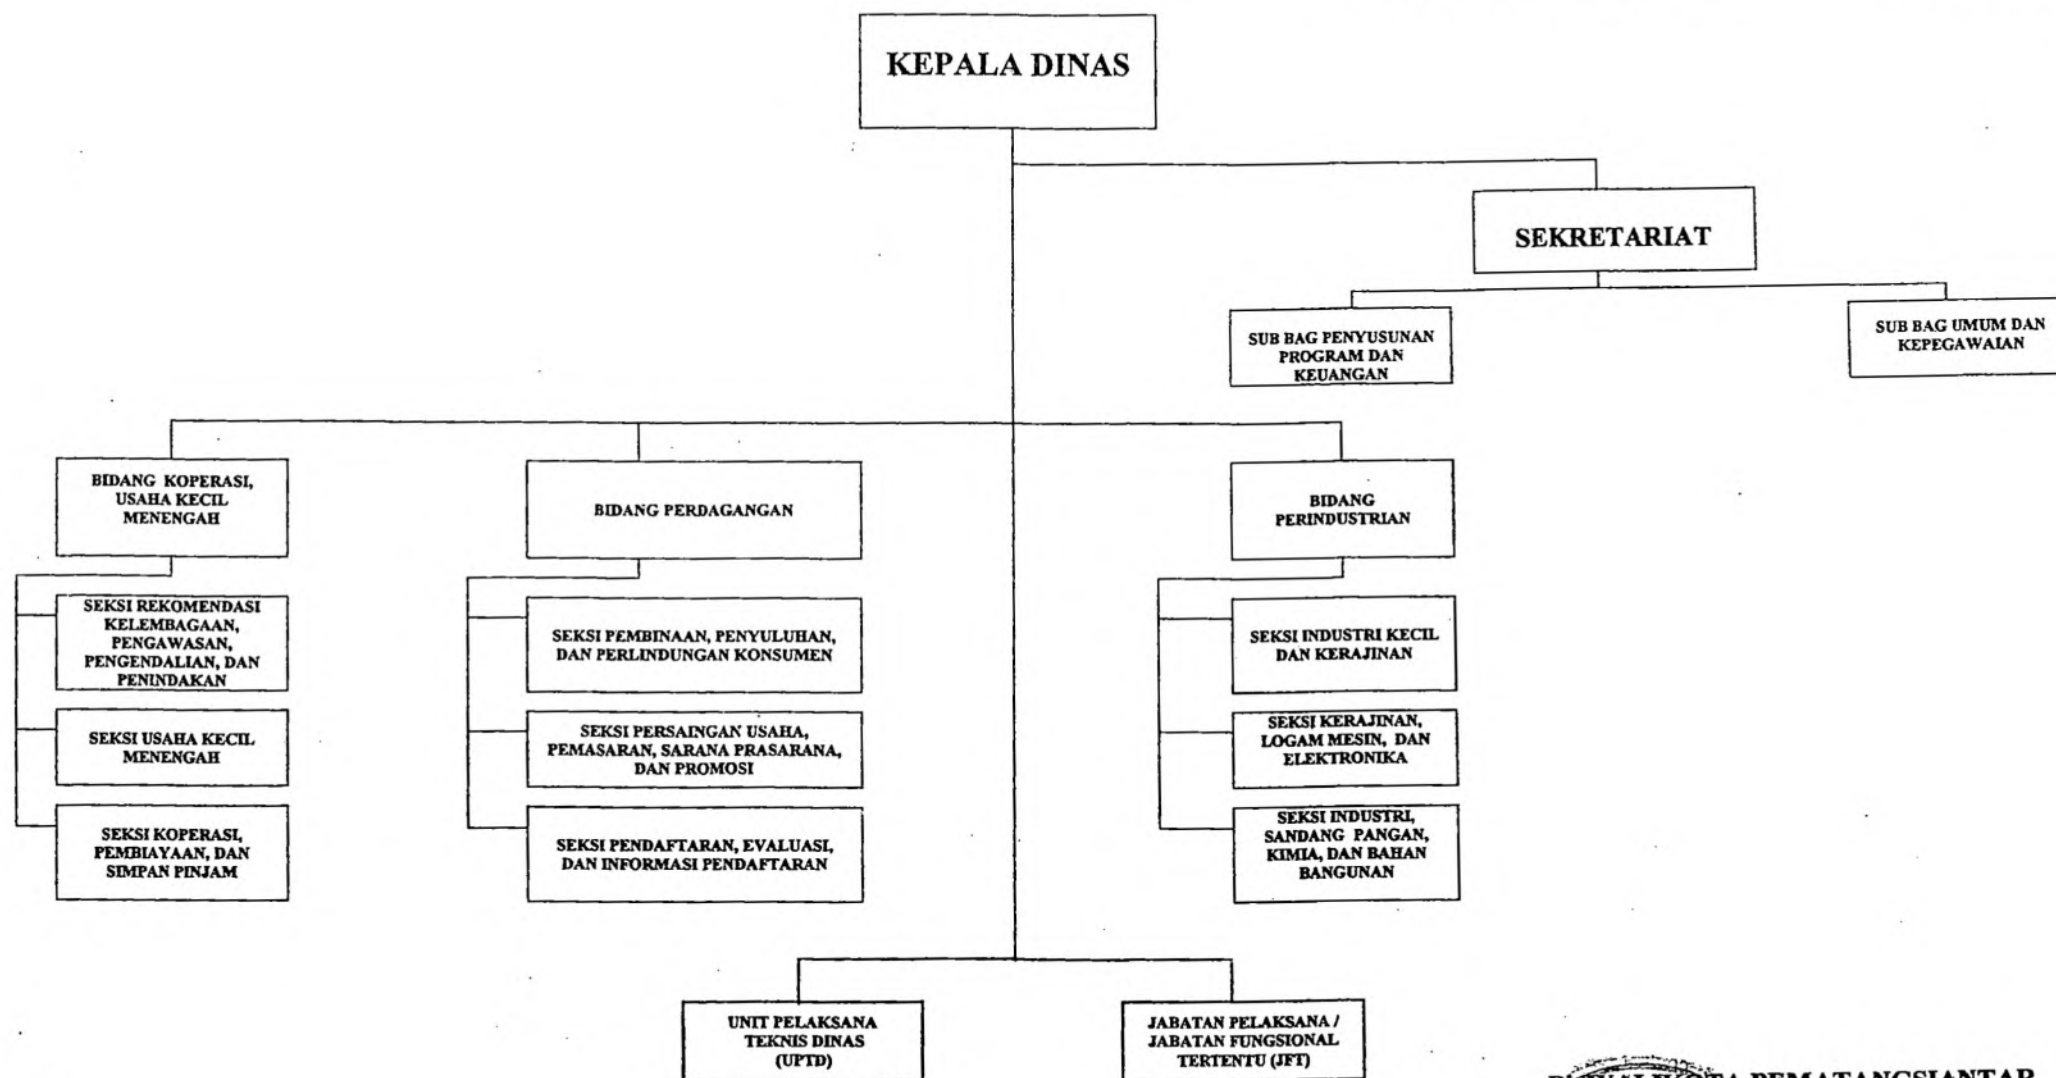 KEPALA DINAS
SEKRETARIAT
SUB BAG PENYUSUNAN
PROGRAM DAN
KEUANGAN
SUB BAG UMUM DAN
KEPEGAWAIAN
BIDANG KOPERASI,
USAHA KECIL
MENENGAH
BIDANG PERDAGANGAN
BIDANG
PERINDUSTRIAN
SEKSI REKOMENDASI
KELEMBAGAAN,
PENGAWASAN,
PENGENDALIAN, DAN
PENINDAKAN
SEKSI USAHA KECIL
MENENGAH
SEKSI KOPERASI,
PEMBIAYAAN, DAN
SIMPAN PINJAM
SEKSI PEMBINAAN, PENYULUHAN,
DAN PERLINDUNGAN KONSUMEN
SEKSI PERSAINGAN USAHA,
PEMASARAN, SARANA PRASARANA,
DAN PROMOSI
SEKSI PENDAFTARAN, EVALUASI,
DAN INFORMASI PENDAFTARAN
SEKSI INDUSTRI KECIL
DAN KERAJINAN
SEKSI KERAJINAN,
LOGAM MESIN, DAN
ELEKTRONIKA
SEKSI INDUSTRI,
SANDANG PANGAN,
KIMIA, DAN BAHAN
BANGUNAN
UNIT PELAKSANA
TEKNIS DINAS
(UPTD)
JABATAN PELAKSANA /
JABATAN FUNGSIONAL
TERTENTU (JFT)
PEMATANGSIANTAR